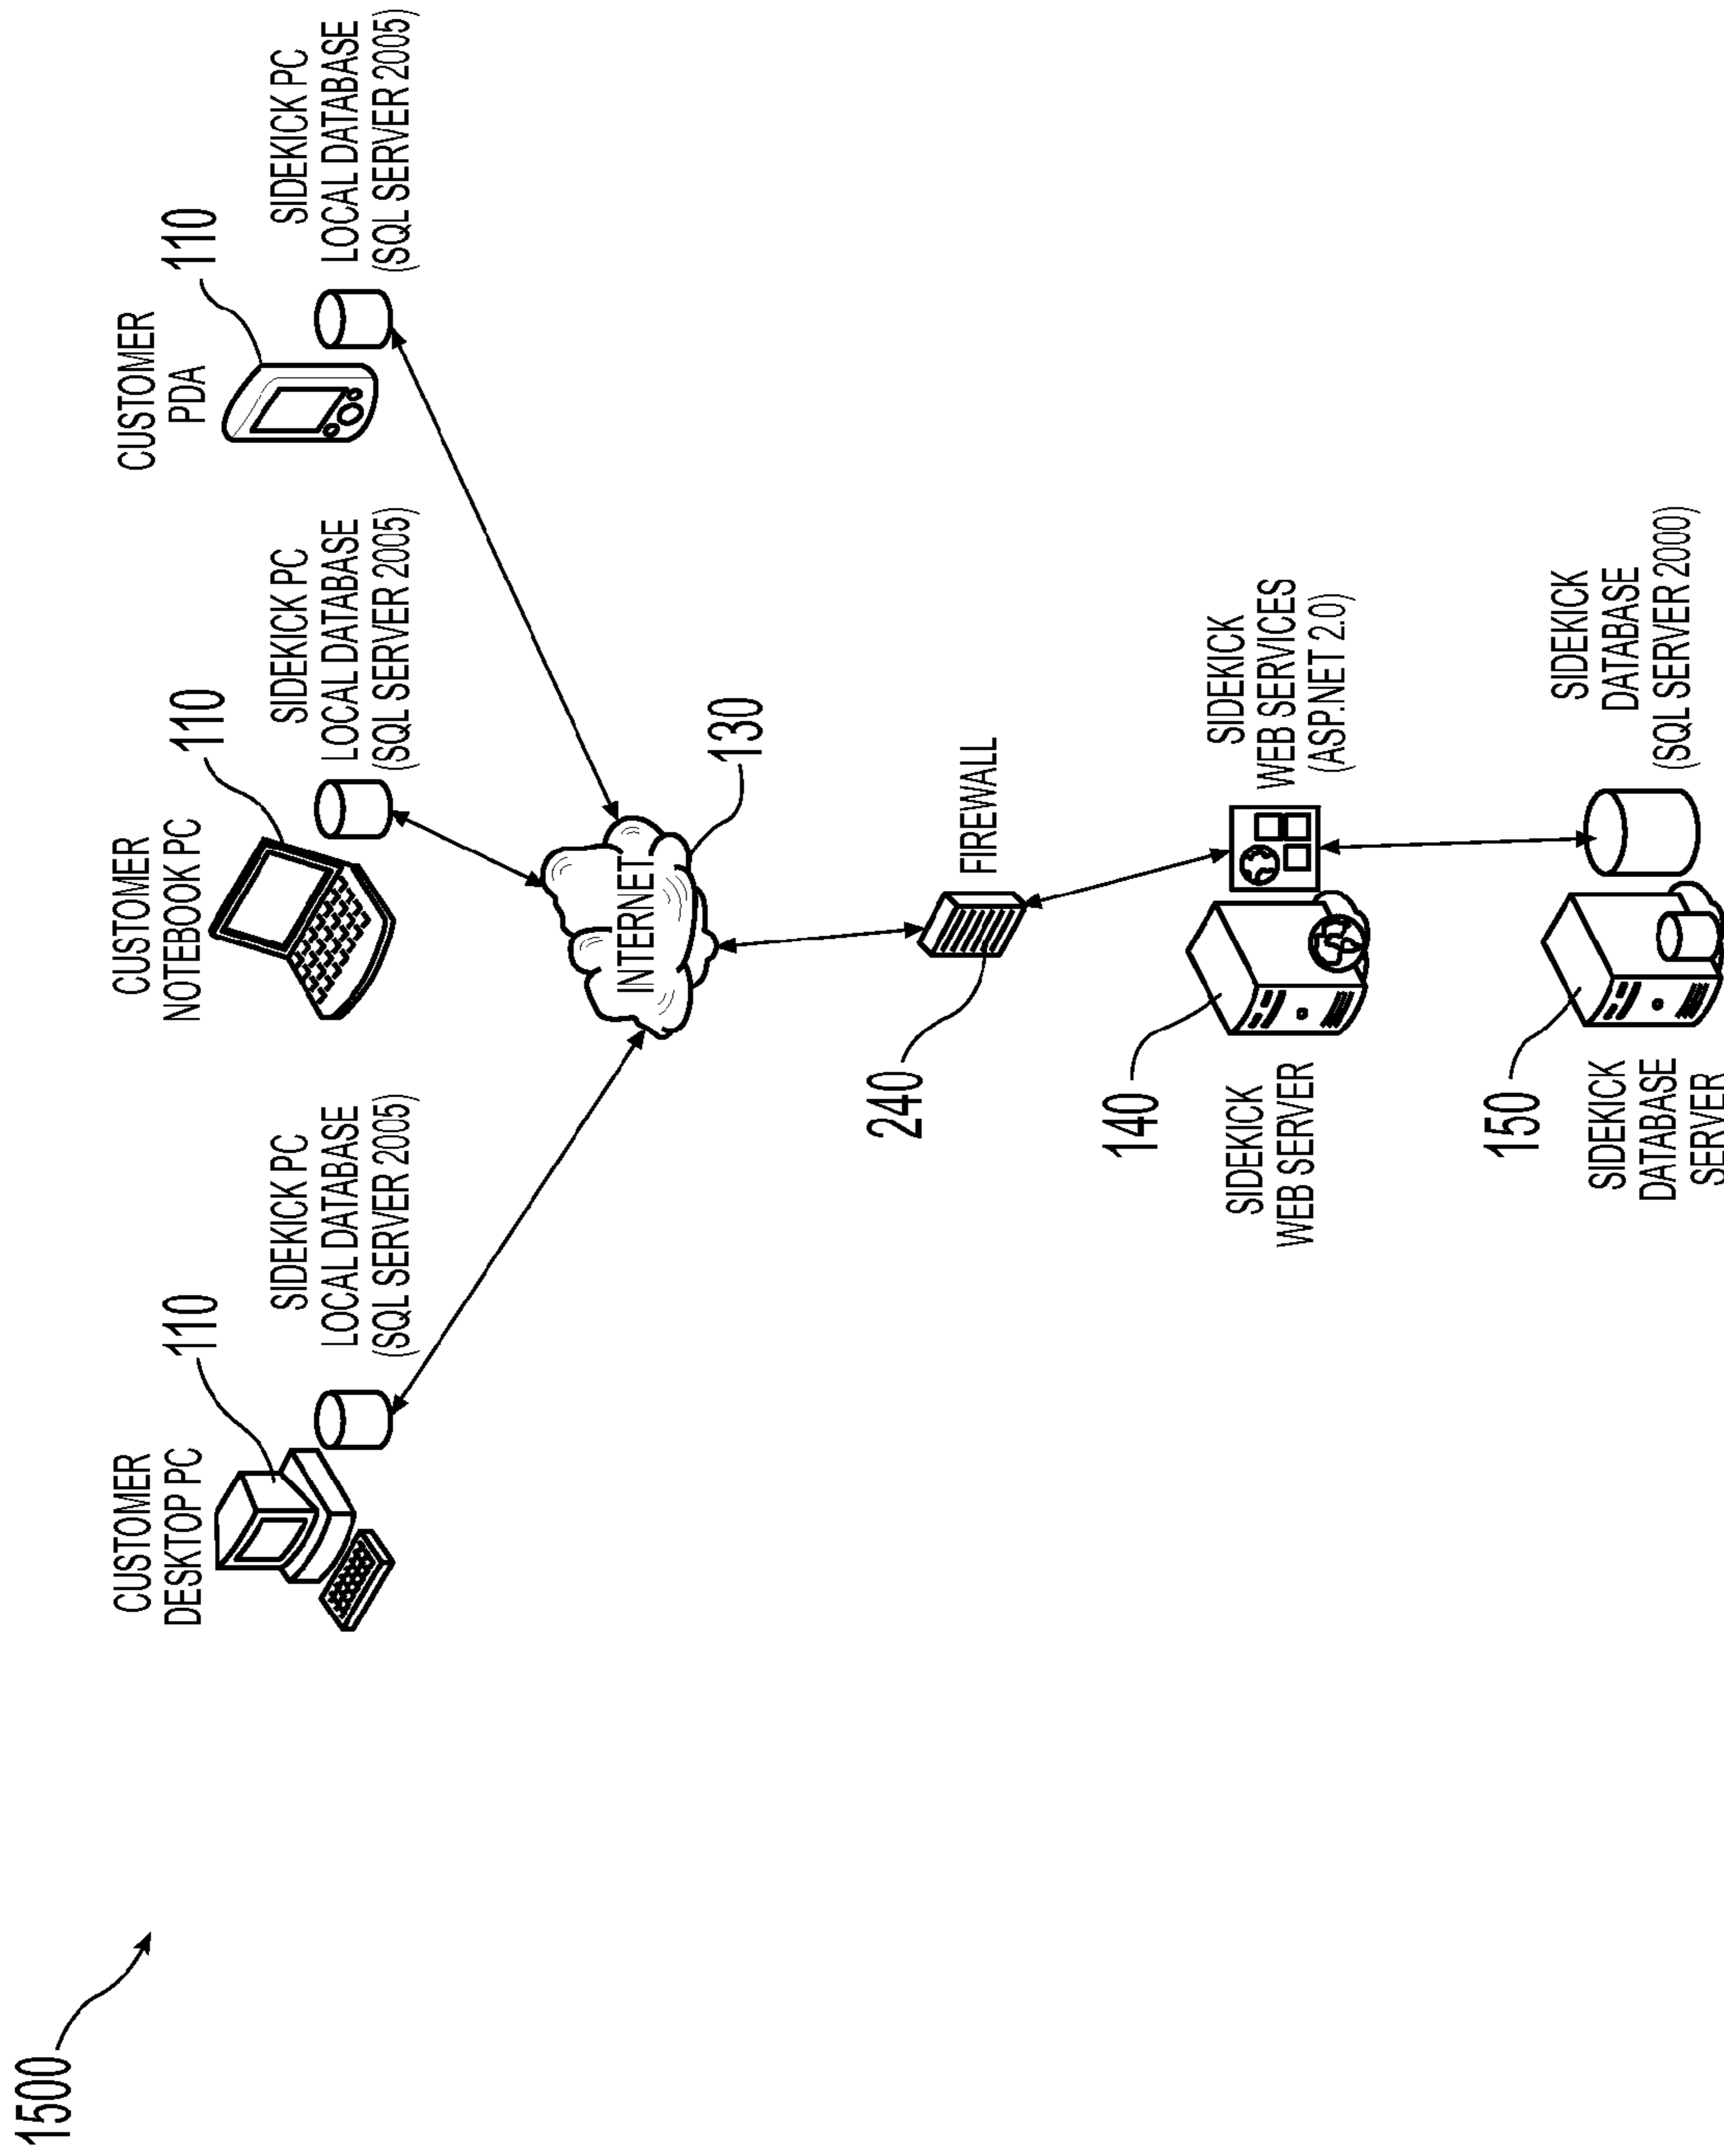 1500
CUSTOMER
DESKTOP PC
110
SIDEKICK PC
LOCAL DATABASE
(SQL SERVER 2005)
CUSTOMER
NOTEBOOK PC
110
SIDEKICK PC
LOCAL DATABASE
(SQL SERVER 2005)
CUSTOMER
PDA
110
SIDEKICK PC
LOCAL DATABASE
(SQL SERVER 2005)
INTERNET
130
240
FIREWALL
140
SIDEKICK
WEB SERVER
SIDEKICK
WEB SERVICES
(ASP.NET 2.0)
150
SIDEKICK
DATABASE
SERVER
SIDEKICK
DATABASE
(SQL SERVER 2000)